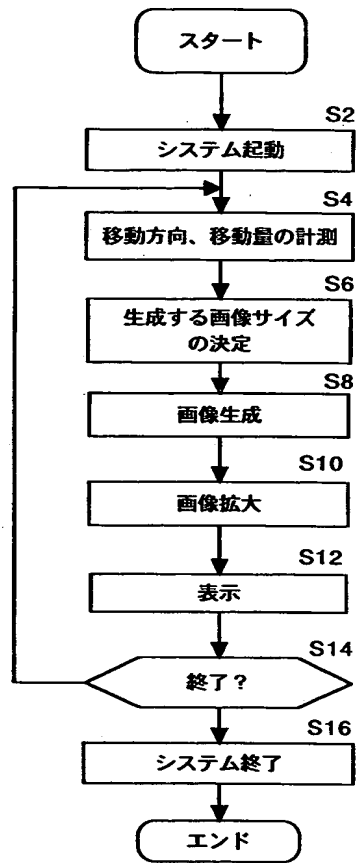 スタート
S2
システム起動
S4
移動方向、移動量の計測
S6
生成する画像サイズ
の決定
S8
画像生成
S10
画像拡大
S12
表示
S14
終了？
S16
システム終了
エンド